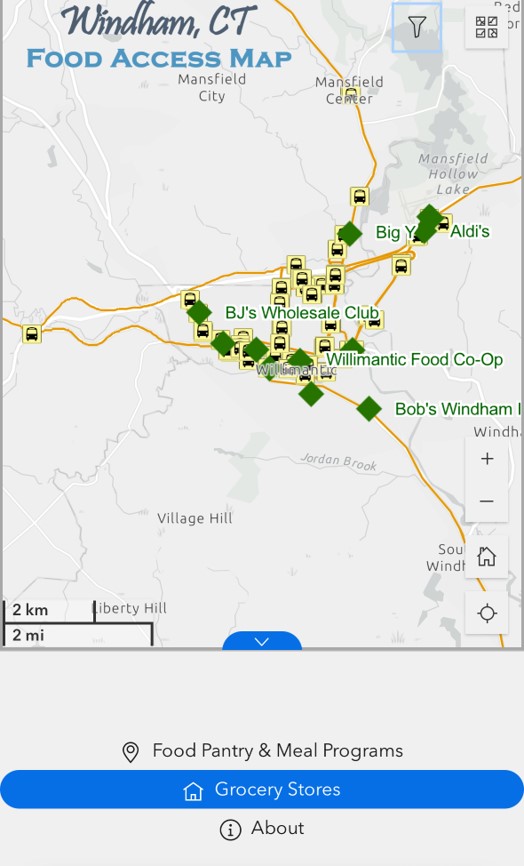 Windham, CT
FOOD ACCESS MAP
Mansfield
City
Mansfield
Center
Mansfield
Hollow
Lake
Big Y
Aldi's
BJ's Wholesale Club
Willimantic Food Co-Op
Willimantic
Bob's Windham I
Windha
Jordan Brook
Village Hill
Sou
Windh
Liberty Hill
2 km
2 mi
Food Pantry & Meal Programs
Grocery Stores
About